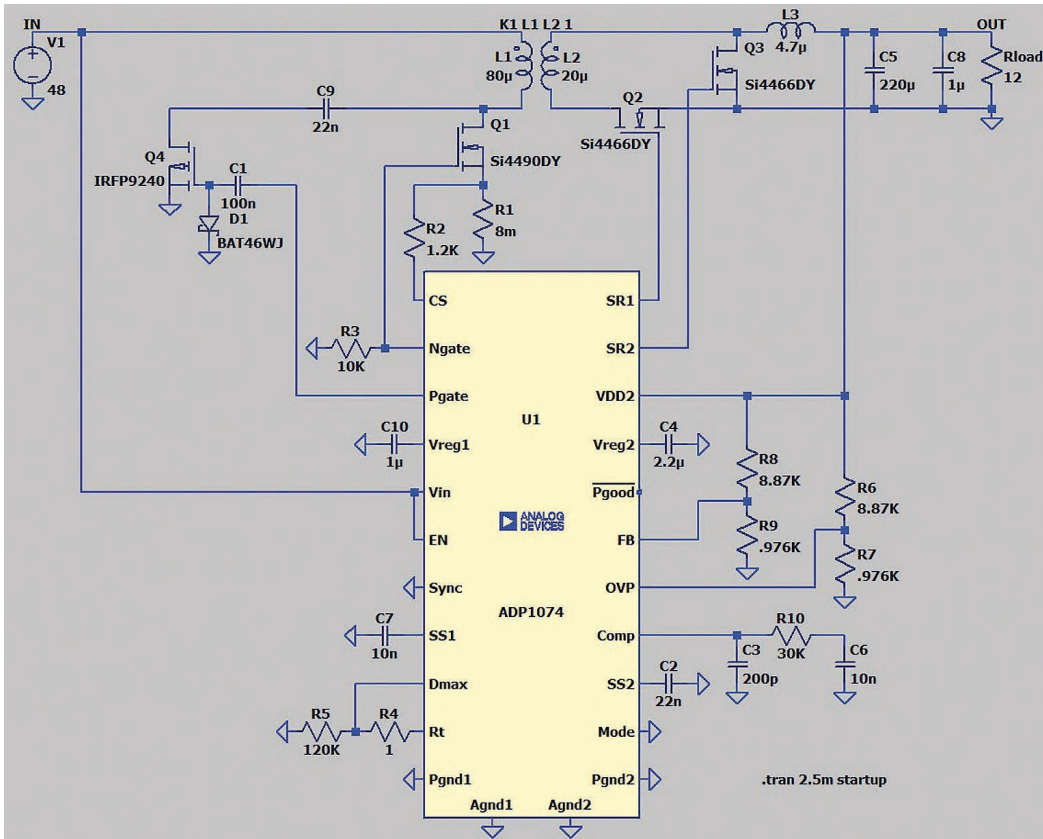 IN
K1 L1 L2 1
L3
OUT
V1
48
L1
80µ
L2
20µ
4.7µ
Q3
Si4466DY
C5
220µ
C8
1µ
Rload
12
C9
22n
Q2
Si4466DY
Q1
Si4490DY
Q4
IRFP9240
C1
100n
D1
BAT46WJ
R2
1.2K
R1
8m
CS
SR1
R3
10K
Ngate
SR2
Pgate
VDD2
U1
C10
1µ
Vreg1
Vreg2
C4
2.2µ
R8
8.87K
Vin
Pgood
R6
8.87K
ANALOG
DEVICES
EN
FB
R9
.976K
R7
.976K
Sync
OVP
ADP1074
C7
10n
SS1
Comp
R10
30K
C3
200p
C6
10n
Dmax
SS2
C2
22n
R5
120K
R4
1
Rt
Mode
Pgnd1
Pgnd2
.tran 2.5m startup
Agnd1 Agnd2